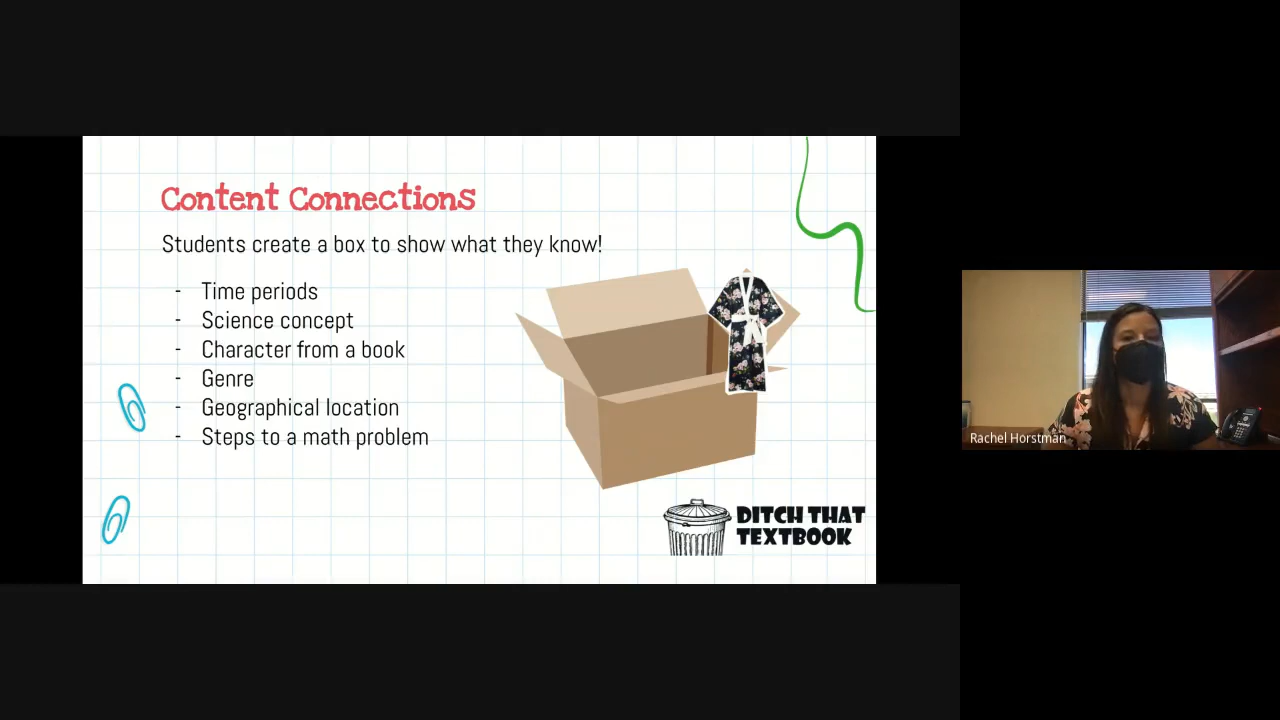 Content Connections
Students create a box to show what they know!
- Time periods
- Science concept
- Character from a book
- Genre
- Geographical location
- Steps to a math problem
DITCH THAT
TEXTBOOK
Rachel Horstman